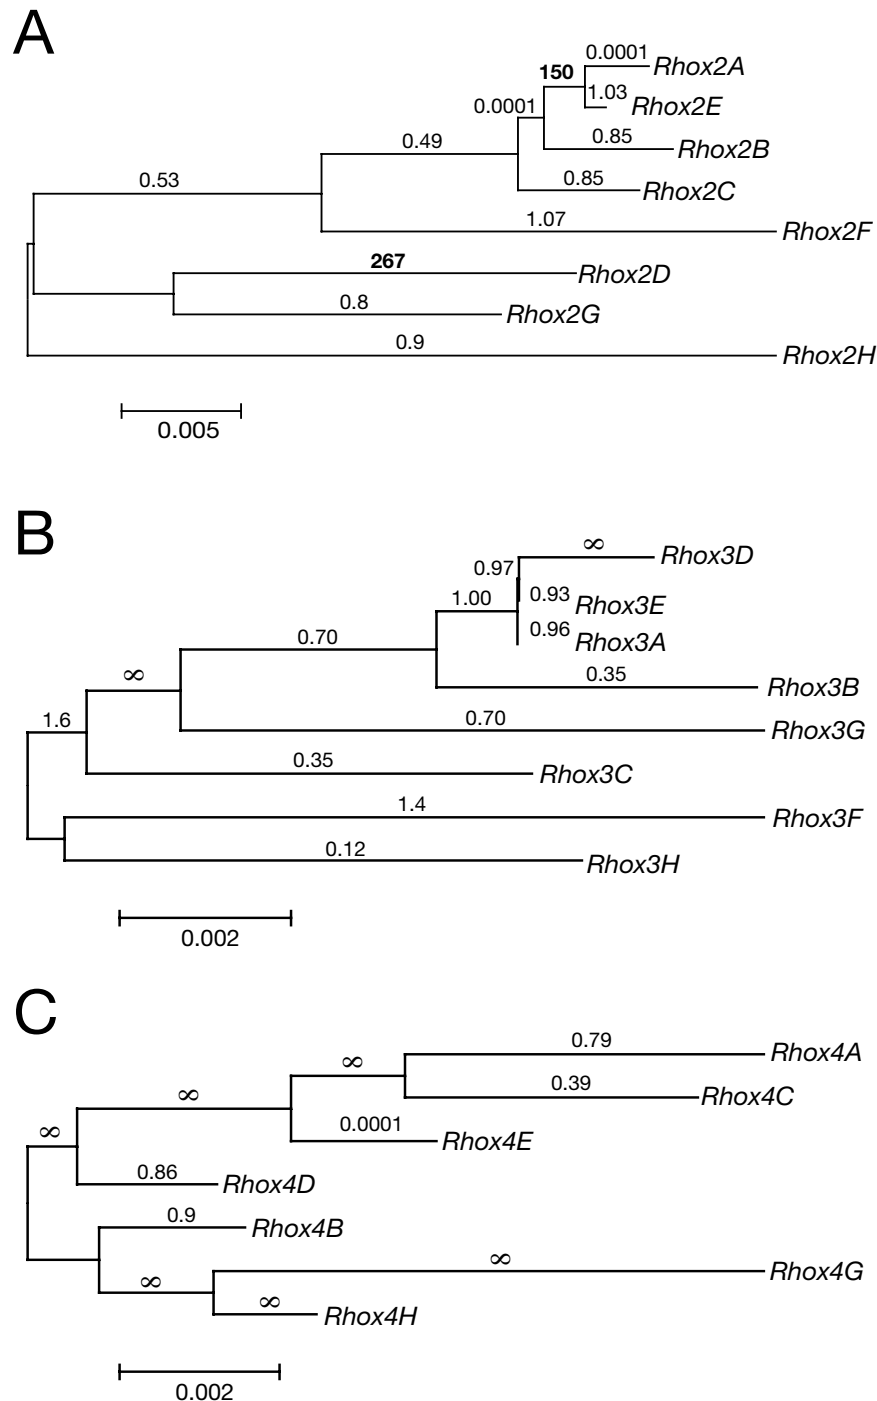 A
0.0001 Rhox2A
150
1.03 Rhox2E
0.0001
0.49
0.85 Rhox2B
0.53
0.85 Rhox2C
1.07 Rhox2F
267 Rhox2D
0.8 Rhox2G
0.9 Rhox2H
0.005
B
∞ Rhox3D
0.97
1.00
0.93 Rhox3E
0.96 Rhox3A
0.70
∞
0.35 Rhox3B
1.6
0.70 Rhox3G
0.35 Rhox3C
1.4 Rhox3F
0.12 Rhox3H
0.002
C
0.79 Rhox4A
∞
0.39 Rhox4C
∞
0.0001 Rhox4E
∞
0.86 Rhox4D
0.9 Rhox4B
∞ Rhox4G
∞
∞ Rhox4H
0.002